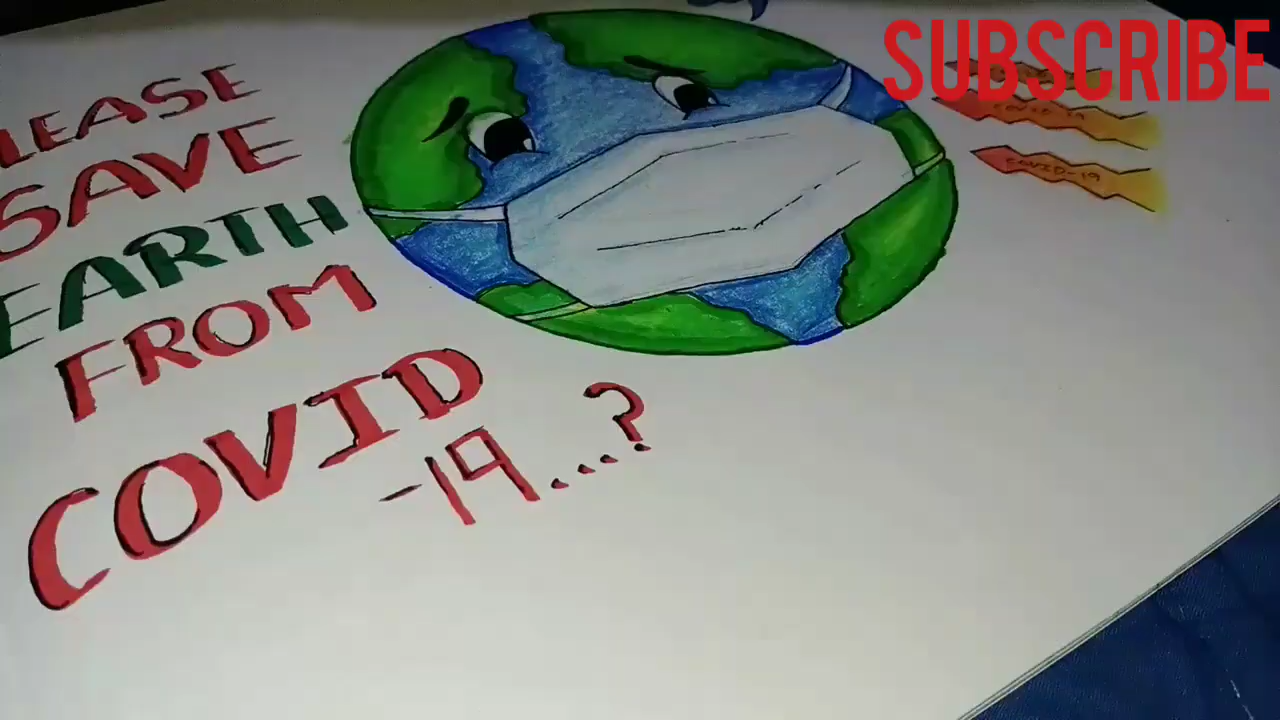 SUBSCRIBE
LEASE
SAVE
EARTH
FROM
COVID
-19....?
COVID-19
COVID-19